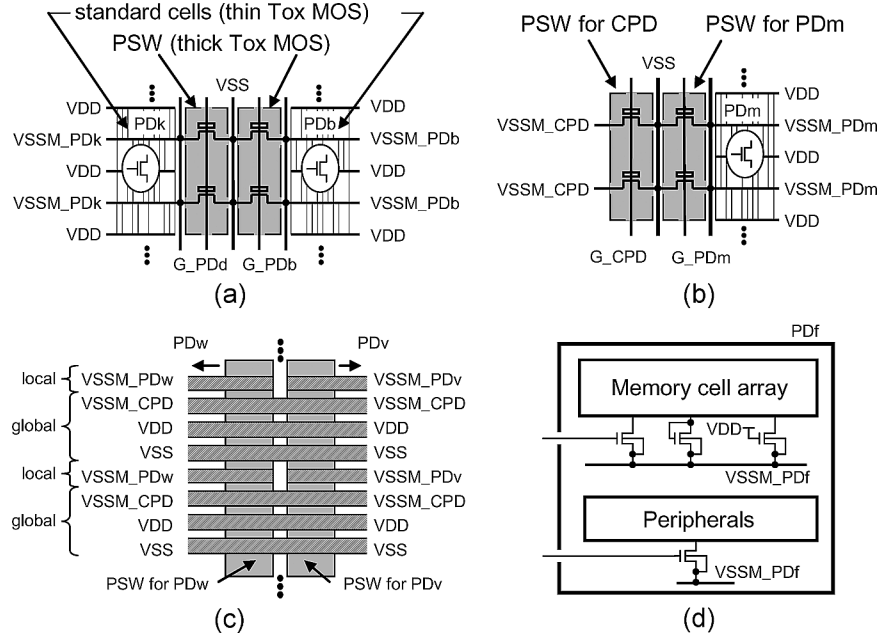 standard cells (thin Tox MOS)
PSW (thick Tox MOS)
VSS
VDD
PDk
PDb
VDD
VSSM_PDk
VSSM_PDb
VDD
VDD
VSSM_PDk
VSSM_PDb
VDD
VDD
G_PDd
G_PDb
(a)
PSW for CPD
PSW for PDm
VSS
VDD
PDm
VSSM_CPD
VSSM_PDm
VDD
VSSM_CPD
VSSM_PDm
VDD
G_CPD
G_PDm
(b)
PDw
PDv
local
VSSM_PDw
VSSM_PDv
global
VSSM_CPD
VSSM_CPD
VDD
VDD
VSS
VSS
local
VSSM_PDw
VSSM_PDv
global
VSSM_CPD
VSSM_CPD
VDD
VDD
VSS
VSS
PSW for PDw
PSW for PDv
(c)
PDf
Memory cell array
VDD
VSSM_PDf
Peripherals
VSSM_PDf
(d)